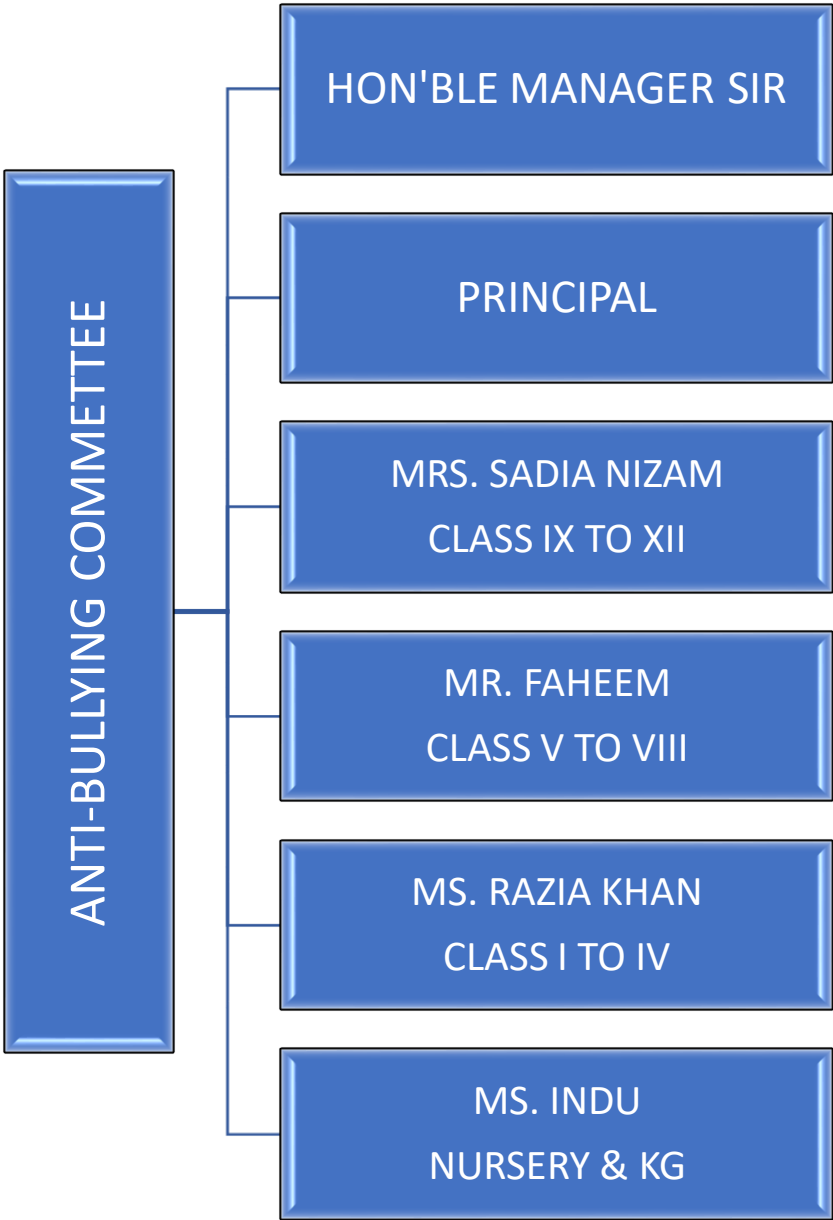 ANTI-BULLYING COMMETTEE
HON'BLE MANAGER SIR
PRINCIPAL
MRS. SADIA NIZAM
CLASS IX TO XII
MR. FAHEEM
CLASS V TO VIII
MS. RAZIA KHAN
CLASS I TO IV
MS. INDU
NURSERY & KG